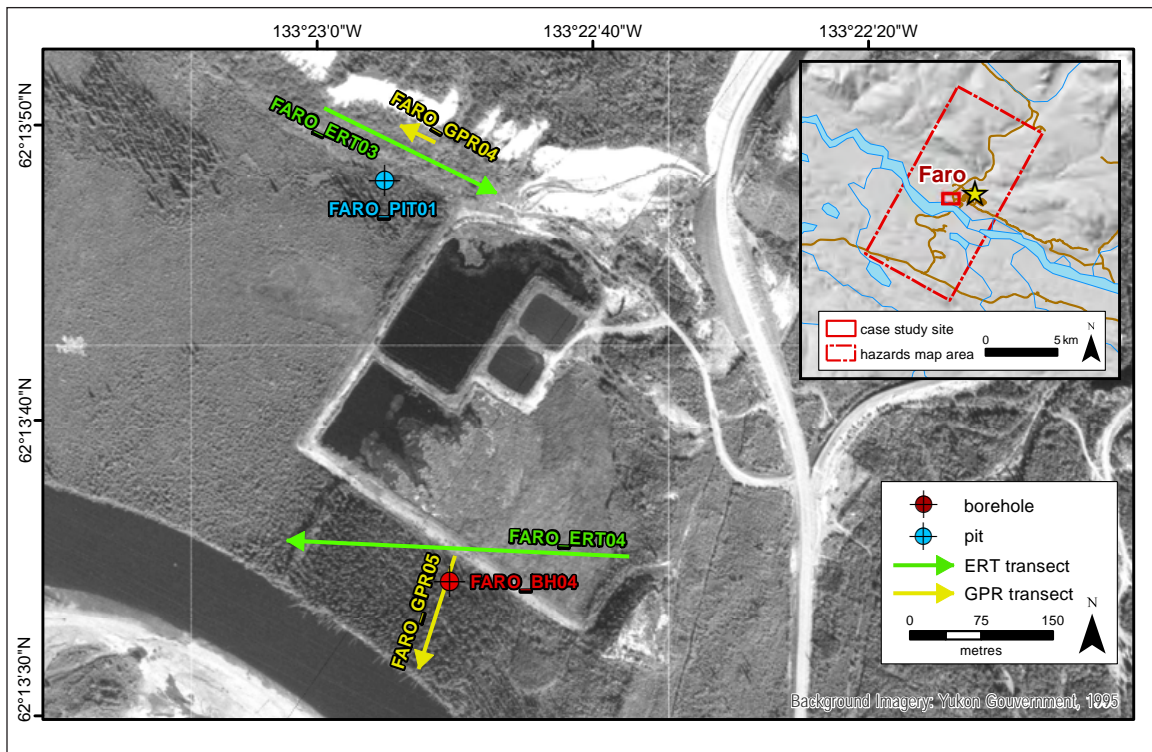 133°23'0"W
133°22'40"W
133°22'20"W
62°13'50"N
62°13'40"N
62°13'30"N
FARO_ERT03
FARO_GPR04
FARO_PIT01
FARO_ERT04
FARO_GPR05
FARO_BH04
Faro
case study site
hazards map area
0 5 km
N
borehole
pit
ERT transect
GPR transect
N
0 75 150
metres
Background Imagery: Yukon Gouvernment, 1995